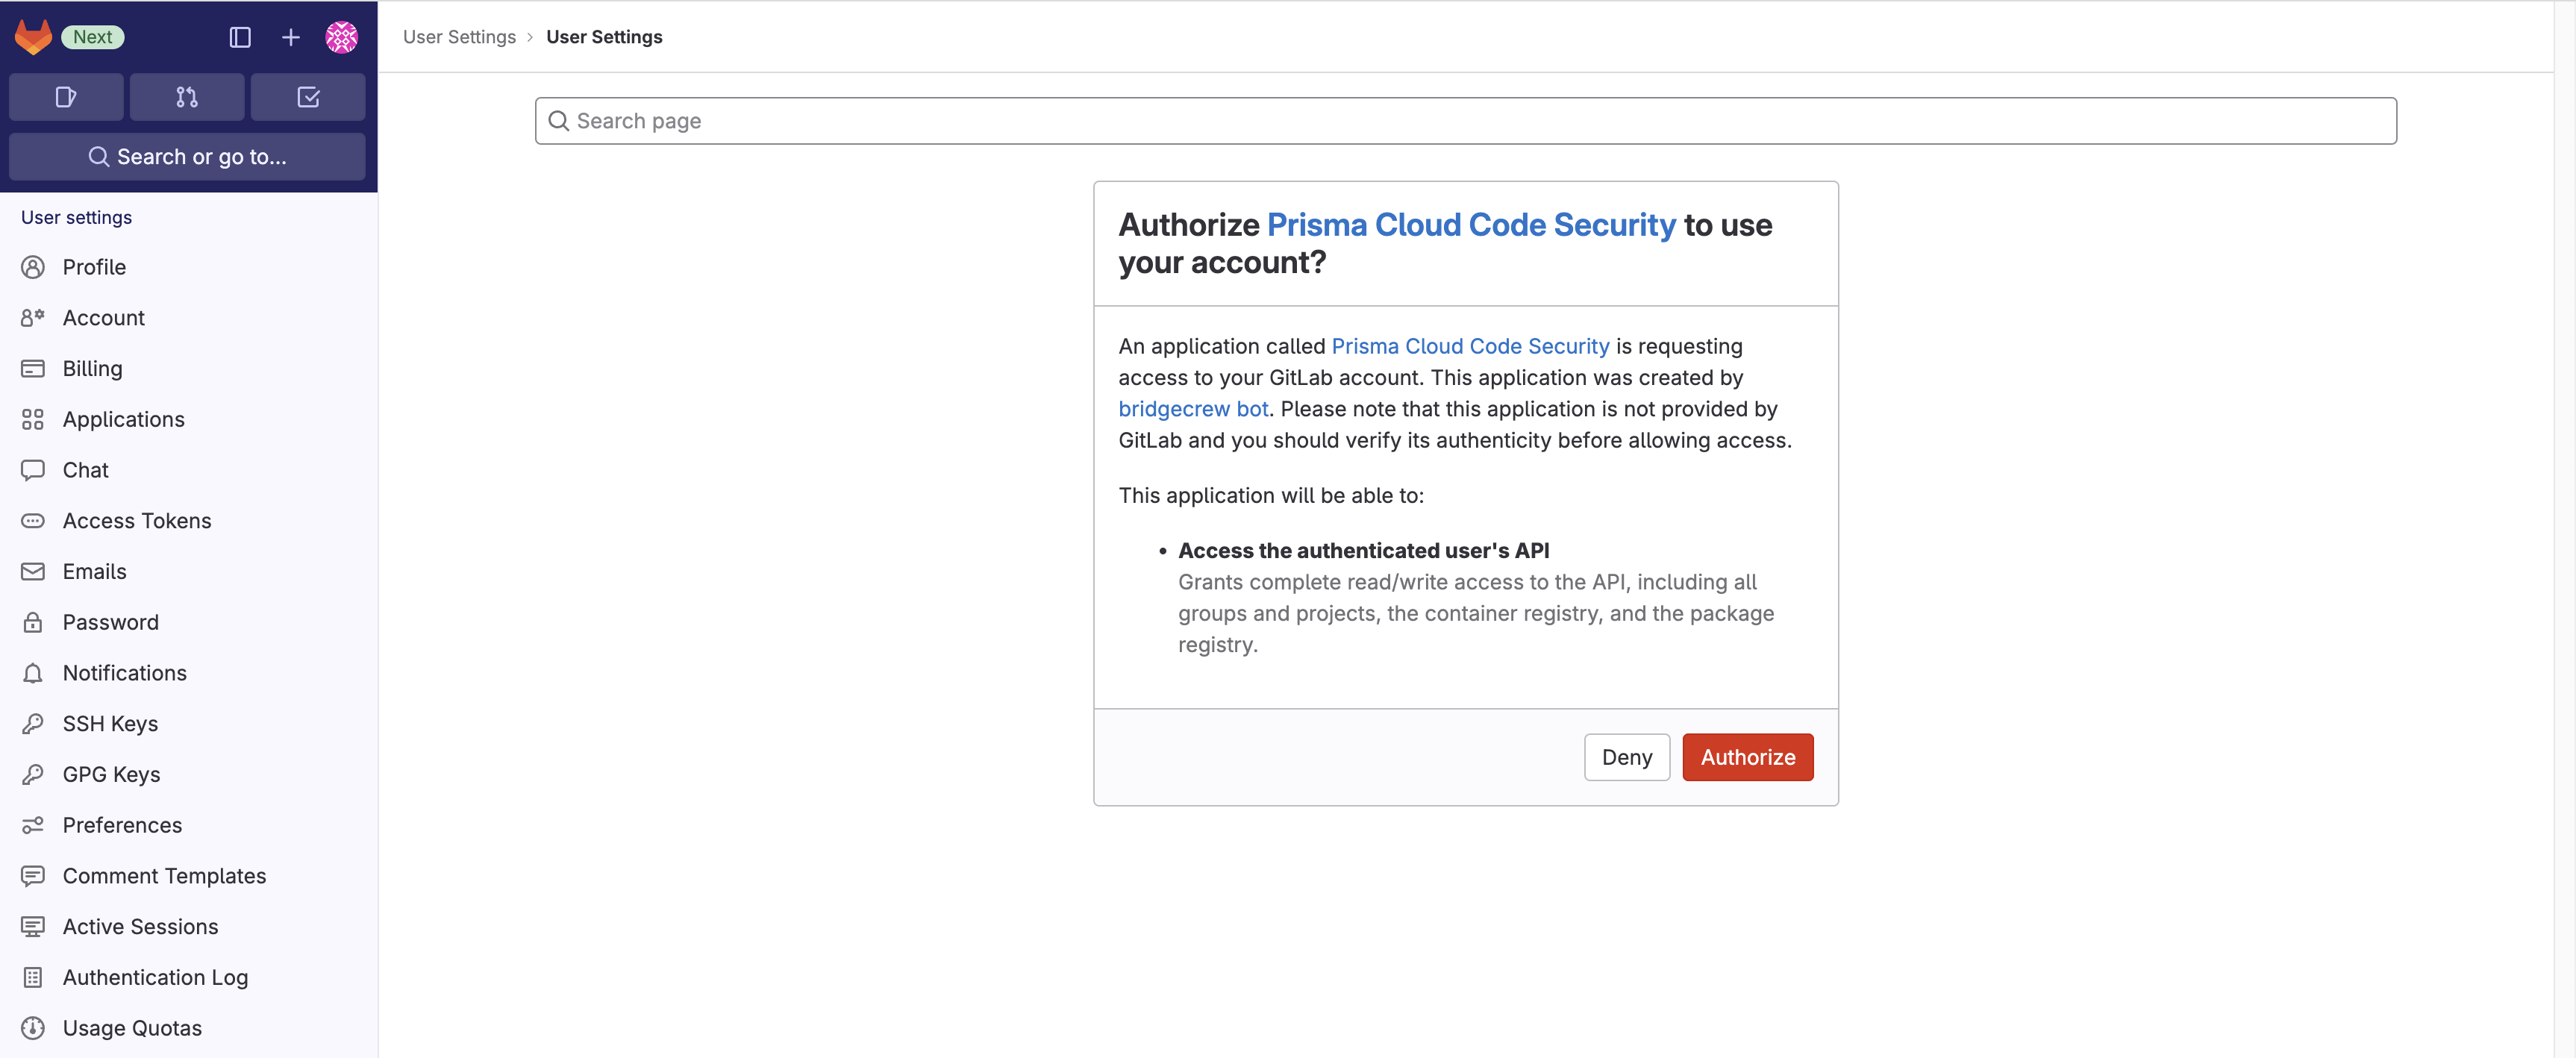 Next
Search or go to...
User settings
Profile
Account
Billing
Applications
Chat
Access Tokens
Emails
Password
Notifications
SSH Keys
GPG Keys
Preferences
Comment Templates
Active Sessions
Authentication Log
Usage Quotas
User Settings › User Settings
Search page
Authorize Prisma Cloud Code Security to use
your account?
An application called Prisma Cloud Code Security is requesting
access to your GitLab account. This application was created by
bridgecrew bot. Please note that this application is not provided by
GitLab and you should verify its authenticity before allowing access.
This application will be able to:
• Access the authenticated user's API
Grants complete read/write access to the API, including all
groups and projects, the container registry, and the package
registry.
Deny
Authorize